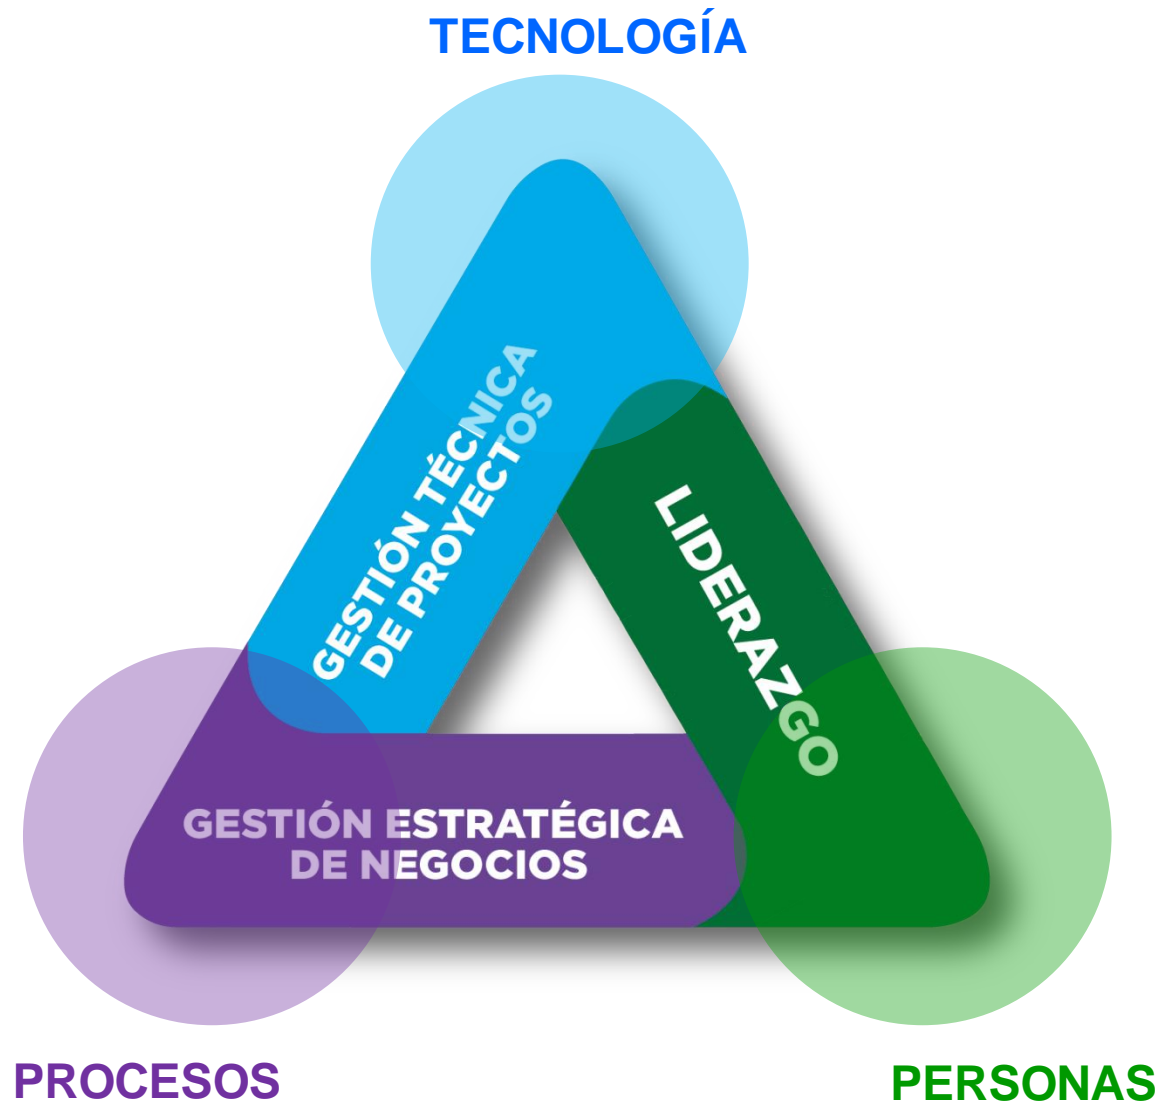 TECNOLOGÍA
GESTIÓN TÉCNICA
DE PROYECTOS
LIDERAZGO
GESTIÓN ESTRATÉGICA
DE NEGOCIOS
PROCESOS
PERSONAS